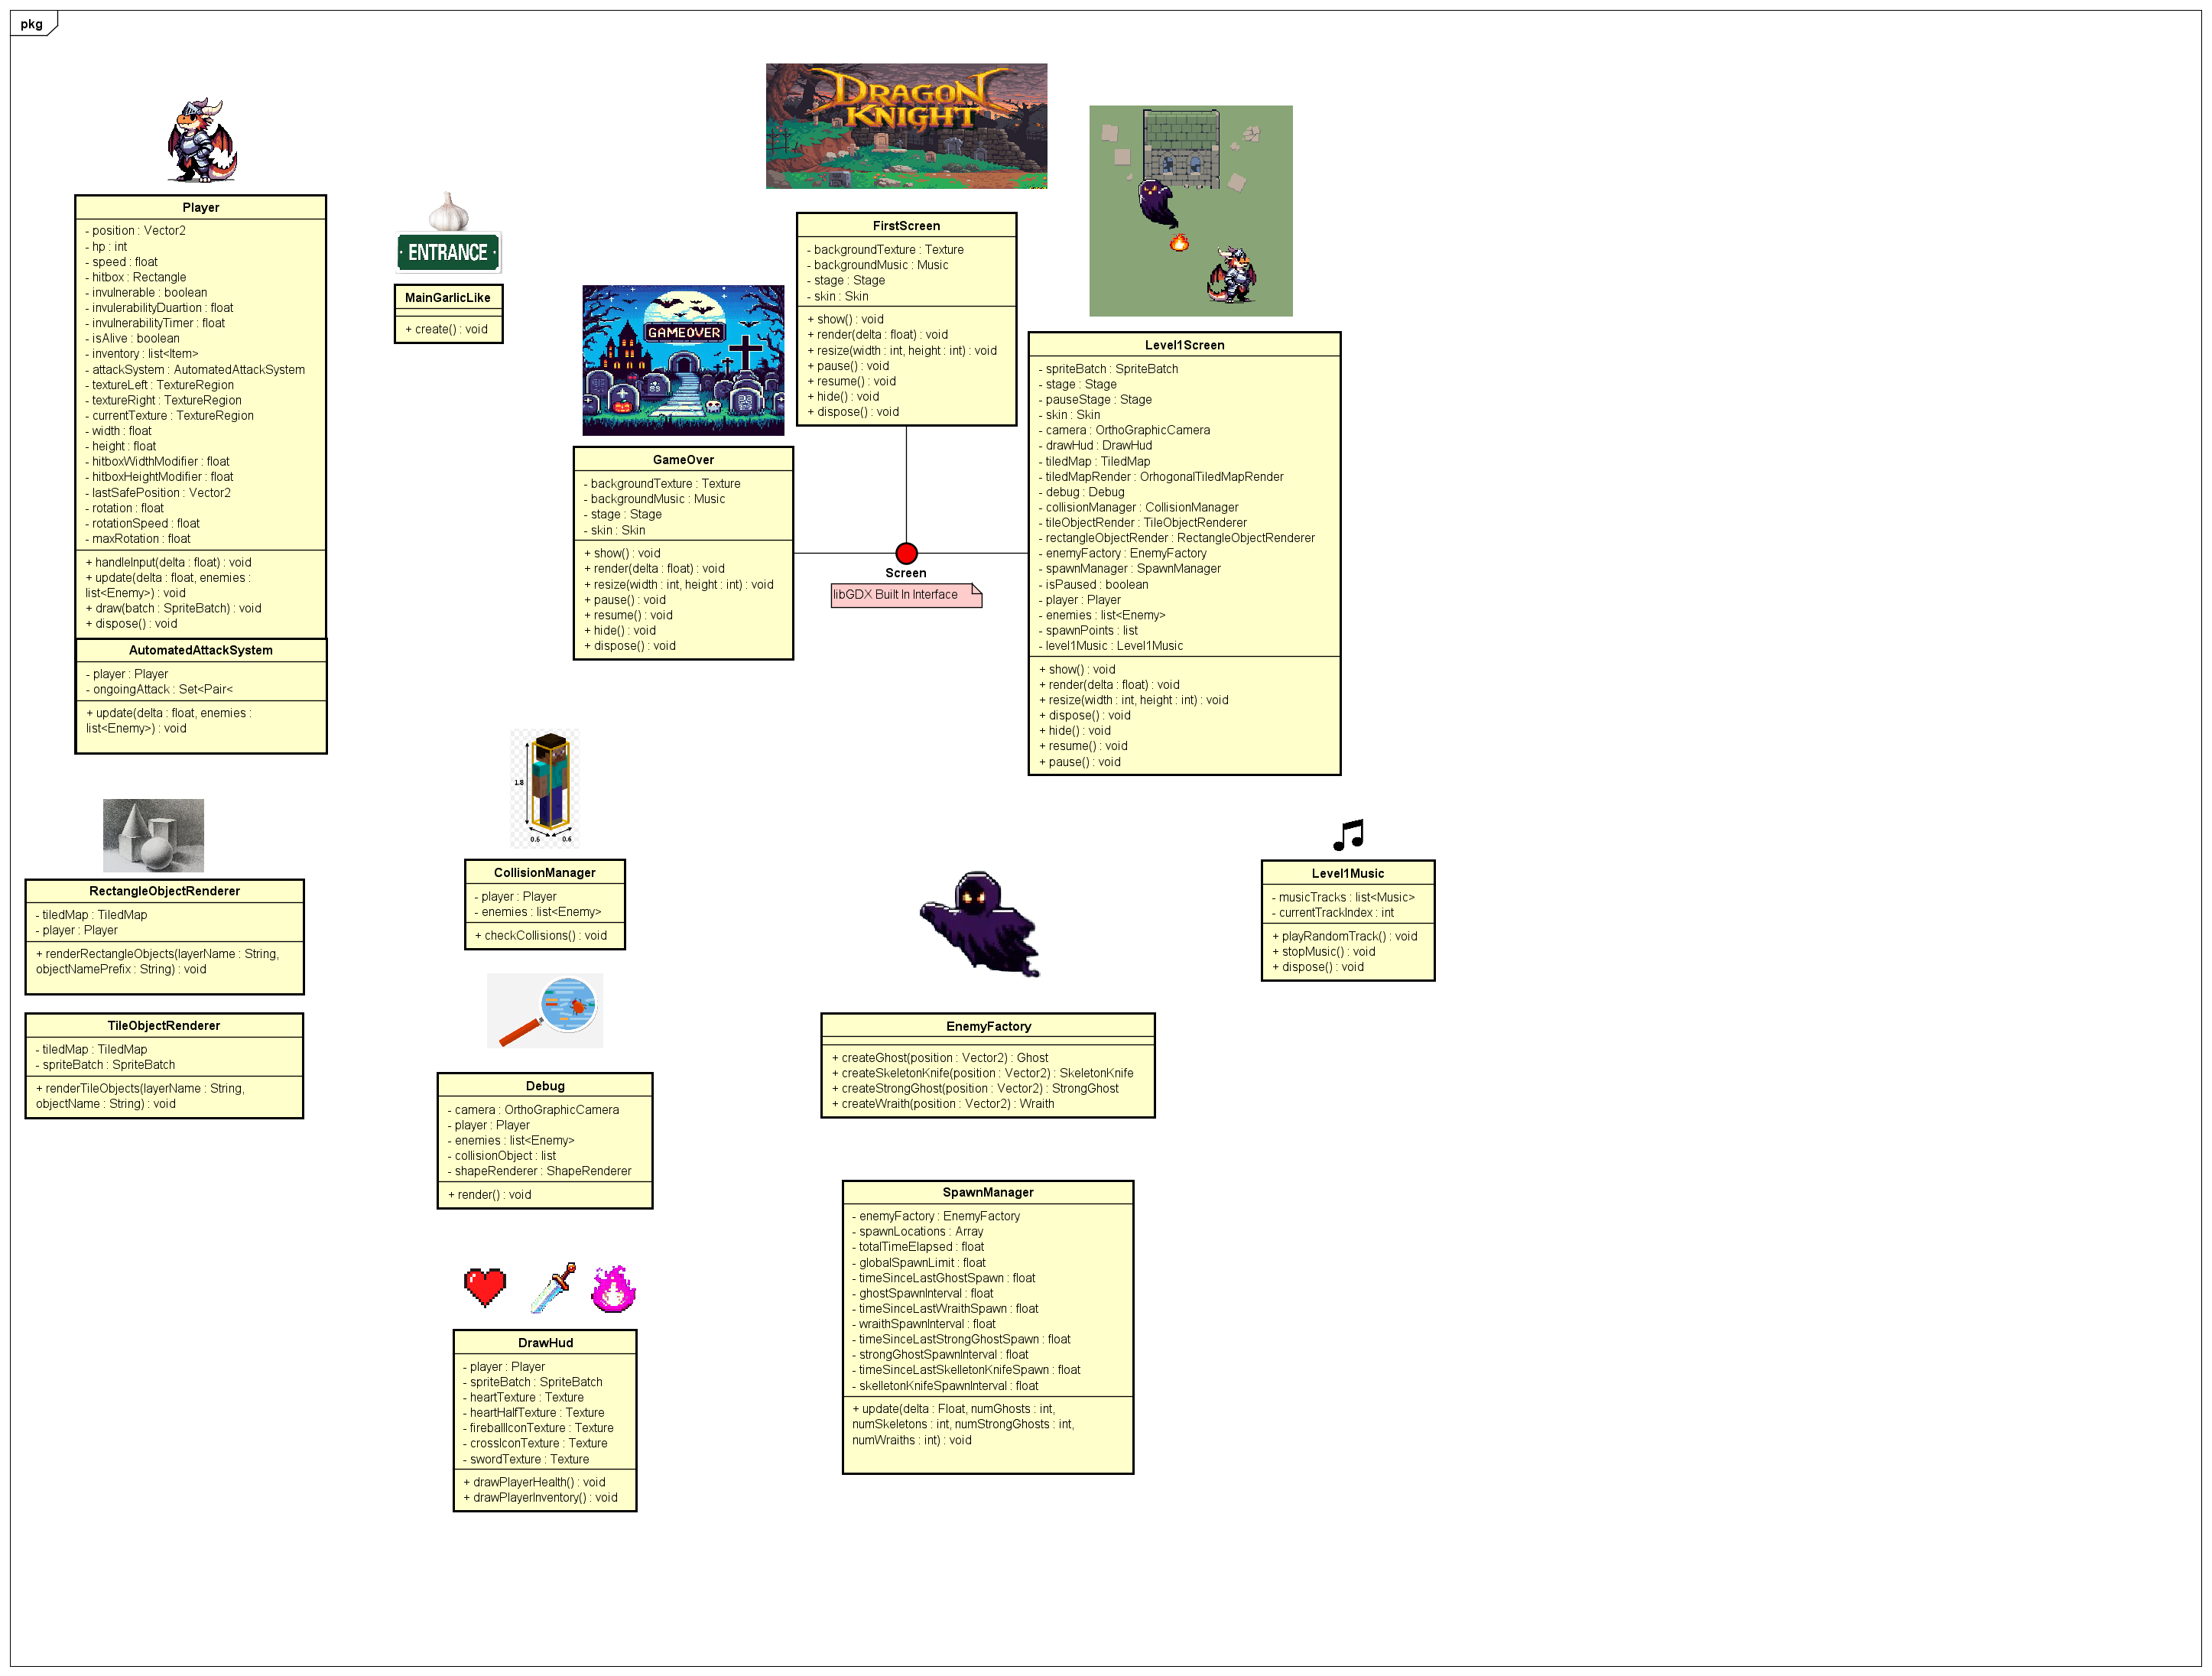 pkg
DRAGON
KNIGHT
Player
- position : Vector2
- hp : int
- speed : float
- hitbox : Rectangle
- invulnerable : boolean
- invulerabilityDuartion : float
- invulnerabilityTimer : float
- isAlive : boolean
- inventory : list<Item>
- attackSystem : AutomatedAttackSystem
- textureLeft : TextureRegion
- textureRight : TextureRegion
- currentTexture : TextureRegion
- width : float
- height : float
- hitboxWidthModifier : float
- hitboxHeightModifier : float
- lastSafePosition : Vector2
- rotation : float
- rotationSpeed : float
- maxRotation : float
+ handleInput(delta : float) : void
+ update(delta : float, enemies :
list<Enemy>) : void
+ draw(batch : SpriteBatch) : void
+ dispose() : void
AutomatedAttackSystem
- player : Player
- ongoingAttack : Set<Pair<
+ update(delta : float, enemies :
list<Enemy>) : void
· ENTRANCE ·
MainGarlicLike
+ create() : void
GAMEOVER
GameOver
- backgroundTexture : Texture
- backgroundMusic : Music
- stage : Stage
- skin : Skin
+ show() : void
+ render(delta : float) : void
+ resize(width : int, height : int) : void
+ pause() : void
+ resume() : void
+ hide() : void
+ dispose() : void
FirstScreen
- backgroundTexture : Texture
- backgroundMusic : Music
- stage : Stage
- skin : Skin
+ show() : void
+ render(delta : float) : void
+ resize(width : int, height : int) : void
+ pause() : void
+ resume() : void
+ hide() : void
+ dispose() : void
Screen
libGDX Built In Interface
Level1Screen
- spriteBatch : SpriteBatch
- stage : Stage
- pauseStage : Stage
- skin : Skin
- camera : OrthoGraphicCamera
- drawHud : DrawHud
- tiledMap : TiledMap
- tiledMapRender : OrhogonalTiledMapRender
- debug : Debug
- collisionManager : CollisionManager
- tileObjectRender : TileObjectRenderer
- rectangleObjectRender : RectangleObjectRenderer
- enemyFactory : EnemyFactory
- spawnManager : SpawnManager
- isPaused : boolean
- player : Player
- enemies : list<Enemy>
- spawnPoints : list
- level1Music : Level1Music
+ show() : void
+ render(delta : float) : void
+ resize(width : int, height : int) : void
+ dispose() : void
+ hide() : void
+ resume() : void
+ pause() : void
RectangleObjectRenderer
- tiledMap : TiledMap
- player : Player
+ renderRectangleObjects(layerName : String,
objectNamePrefix : String) : void
TileObjectRenderer
- tiledMap : TiledMap
- spriteBatch : SpriteBatch
+ renderTileObjects(layerName : String,
objectName : String) : void
1.8
0.6 0.6
CollisionManager
- player : Player
- enemies : list<Enemy>
+ checkCollisions() : void
Debug
- camera : OrthoGraphicCamera
- player : Player
- enemies : list<Enemy>
- collisionObject : list
- shapeRenderer : ShapeRenderer
+ render() : void
DrawHud
- player : Player
- spriteBatch : SpriteBatch
- heartTexture : Texture
- heartHalfTexture : Texture
- fireballIconTexture : Texture
- crossIconTexture : Texture
- swordTexture : Texture
+ drawPlayerHealth() : void
+ drawPlayerInventory() : void
EnemyFactory
+ createGhost(position : Vector2) : Ghost
+ createSkeletonKnife(position : Vector2) : SkeletonKnife
+ createStrongGhost(position : Vector2) : StrongGhost
+ createWraith(position : Vector2) : Wraith
SpawnManager
- enemyFactory : EnemyFactory
- spawnLocations : Array
- totalTimeElapsed : float
- globalSpawnLimit : float
- timeSinceLastGhostSpawn : float
- ghostSpawnInterval : float
- timeSinceLastWraithSpawn : float
- wraithSpawnInterval : float
- timeSinceLastStrongGhostSpawn : float
- strongGhostSpawnInterval : float
- timeSinceLastSkelletonKnifeSpawn : float
- skelletonKnifeSpawnInterval : float
+ update(delta : Float, numGhosts : int,
numSkeletons : int, numStrongGhosts : int,
numWraiths : int) : void
Level1Music
- musicTracks : list<Music>
- currentTrackIndex : int
+ playRandomTrack() : void
+ stopMusic() : void
+ dispose() : void